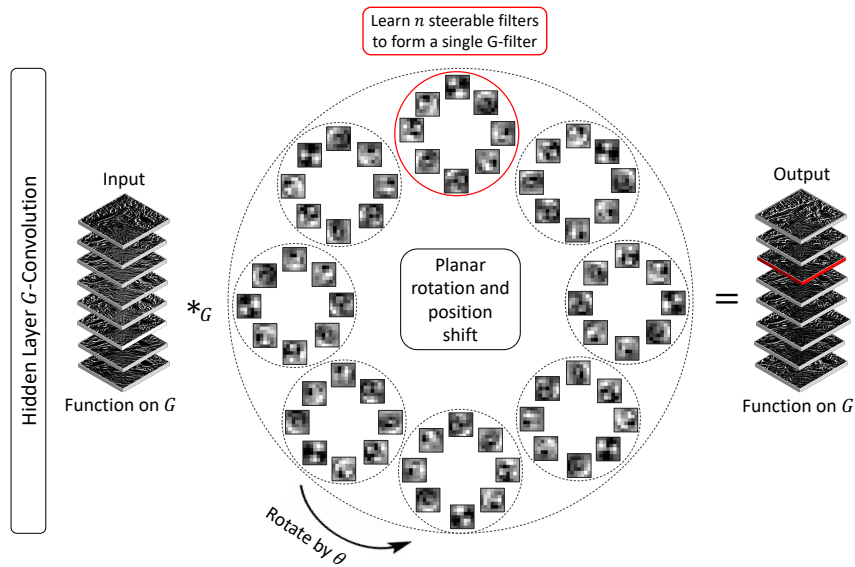 Learn n steerable filters
to form a single G-filter
Hidden Layer G-Convolution
Input
Function on G
*G
Planar
rotation and
position
shift
Rotate by θ
=
Output
Function on G